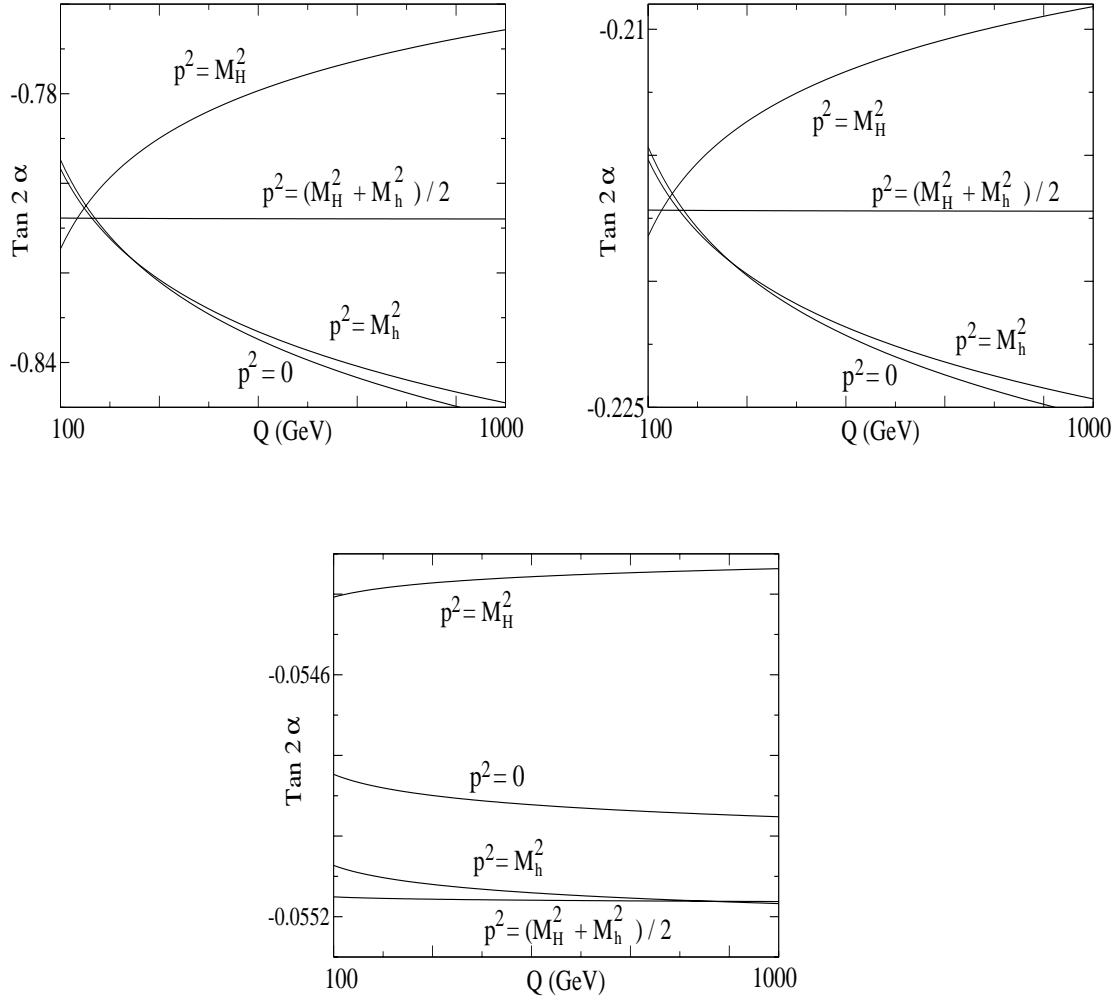 p² = M_H²
-0.78
p² = (M_H² + M_h²) / 2
Tan 2 α
p² = M_h²
-0.84
p² = 0
100
Q (GeV)
1000
-0.21
p² = M_H²
p² = (M_H² + M_h²) / 2
Tan 2 α
p² = M_h²
p² = 0
-0.225
100
Q (GeV)
1000
p² = M_H²
-0.0546
Tan 2 α
p² = 0
p² = M_h²
-0.0552
p² = (M_H² + M_h²) / 2
100
Q (GeV)
1000